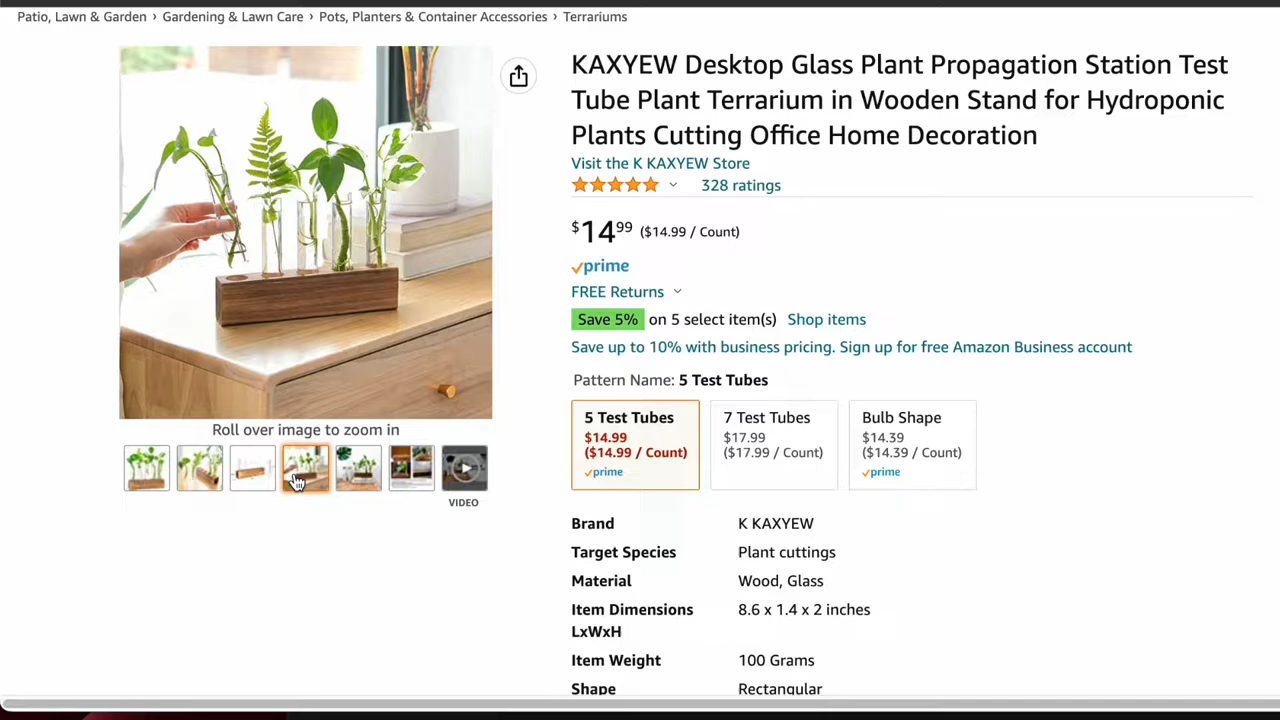 Patio, Lawn & Garden › Gardening & Lawn Care › Pots, Planters & Container Accessories › Terrariums
KAXYEW Desktop Glass Plant Propagation Station Test
Tube Plant Terrarium in Wooden Stand for Hydroponic
Plants Cutting Office Home Decoration
Visit the K KAXYEW Store
328 ratings
$14 99 ($14.99 / Count)
prime
FREE Returns
Save 5% on 5 select item(s) Shop items
Save up to 10% with business pricing. Sign up for free Amazon Business account
Pattern Name: 5 Test Tubes
5 Test Tubes
$14.99
($14.99 / Count)
prime
7 Test Tubes
$17.99
($17.99 / Count)
Bulb Shape
$14.39
($14.39 / Count)
prime
Roll over image to zoom in
VIDEO
Brand K KAXYEW
Target Species Plant cuttings
Material Wood, Glass
Item Dimensions 8.6 x 1.4 x 2 inches
LxWxH
Item Weight 100 Grams
Shape Rectangular